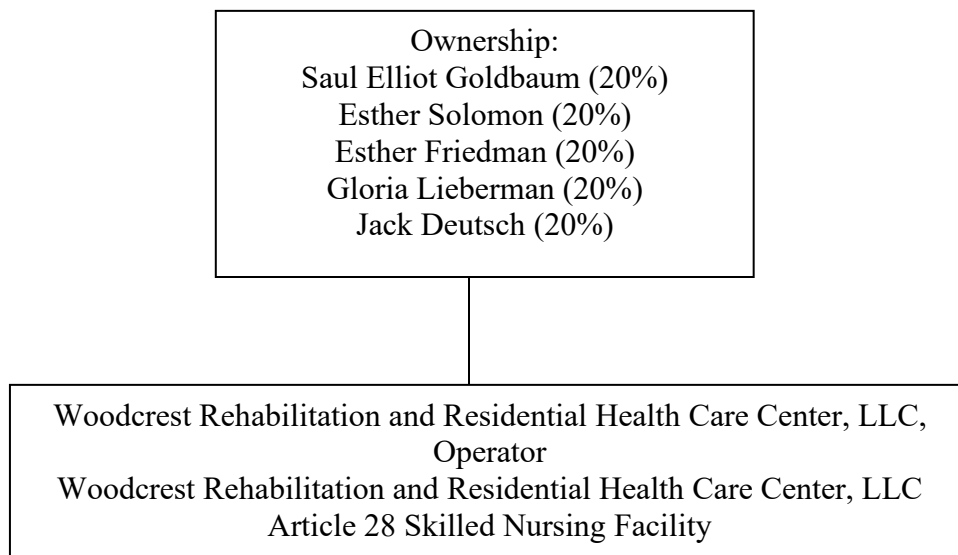 Ownership:
Saul Elliot Goldbaum (20%)
Esther Solomon (20%)
Esther Friedman (20%)
Gloria Lieberman (20%)
Jack Deutsch (20%)
Woodcrest Rehabilitation and Residential Health Care Center, LLC,
Operator
Woodcrest Rehabilitation and Residential Health Care Center, LLC
Article 28 Skilled Nursing Facility